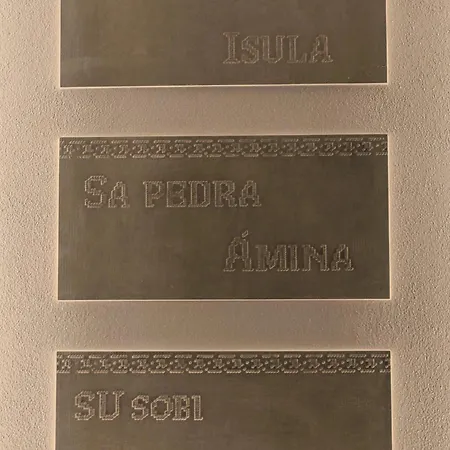 Isula
Sa pedra
Ámina
SU SOBI